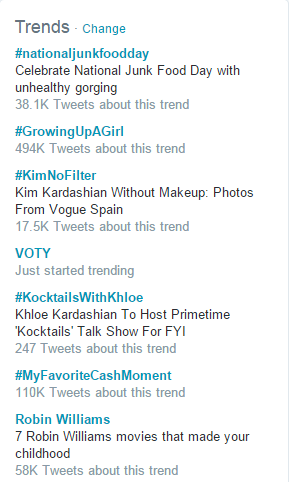 Trends · Change
#nationaljunkfoodday
Celebrate National Junk Food Day with
unhealthy gorging
38.1K Tweets about this trend
#GrowingUpAGirl
494K Tweets about this trend
#KimNoFilter
Kim Kardashian Without Makeup: Photos
From Vogue Spain
17.5K Tweets about this trend
VOTY
Just started trending
#KocktailsWithKhloe
Khloe Kardashian To Host Primetime
'Kocktails' Talk Show For FYI
247 Tweets about this trend
#MyFavoriteCashMoment
110K Tweets about this trend
Robin Williams
7 Robin Williams movies that made your
childhood
58K Tweets about this trend